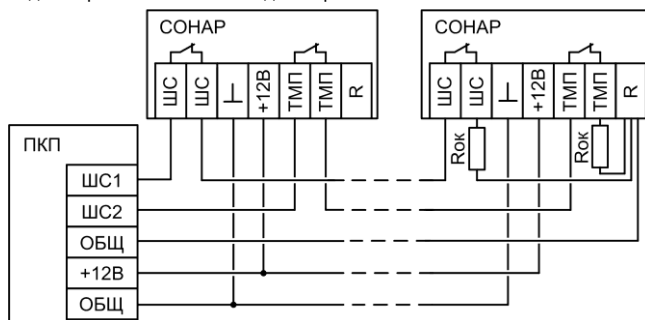 СОНАР
СОНАР
ШС ШС ⊥ +12В ТМП ТМП R
ШС ШС ⊥ +12В ТМП ТМП R
Rок Rок
ПКП
ШС1
ШС2
ОБЩ
+12В
ОБЩ